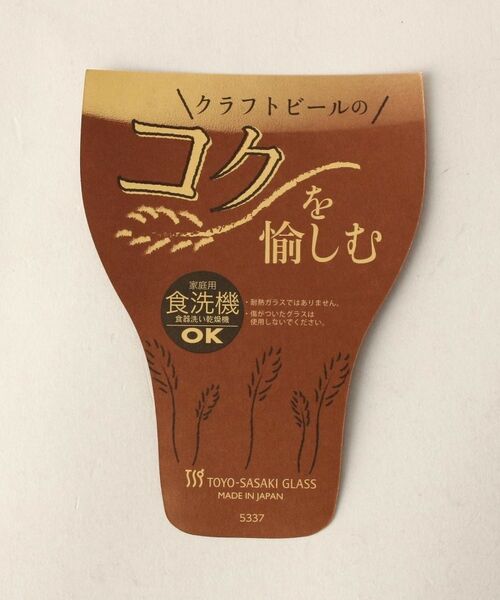 クラフトビールの
コクを
愉しむ
家庭用
食洗機
食器洗い乾燥機
OK
・耐熱ガラスではありません。
・傷がついたグラスは
使用しないでください。
TOYO-SASAKI GLASS
MADE IN JAPAN
5337